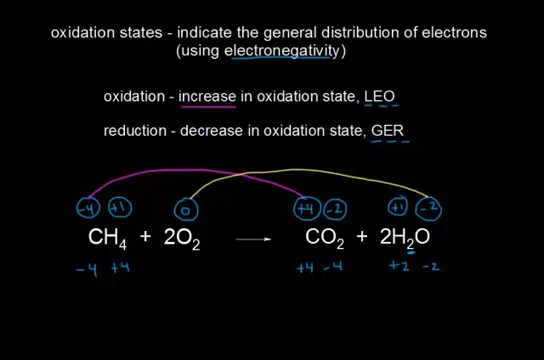 oxidation states - indicate the general distribution of electrons
(using electronegativity)
oxidation - increase in oxidation state, LEO
reduction - decrease in oxidation state, GER
-4 +1 0 +4 -2 +1 -2
CH₄ + 2O₂ → CO₂ + 2H₂O
-4 +4 +4 -4 +2 -2